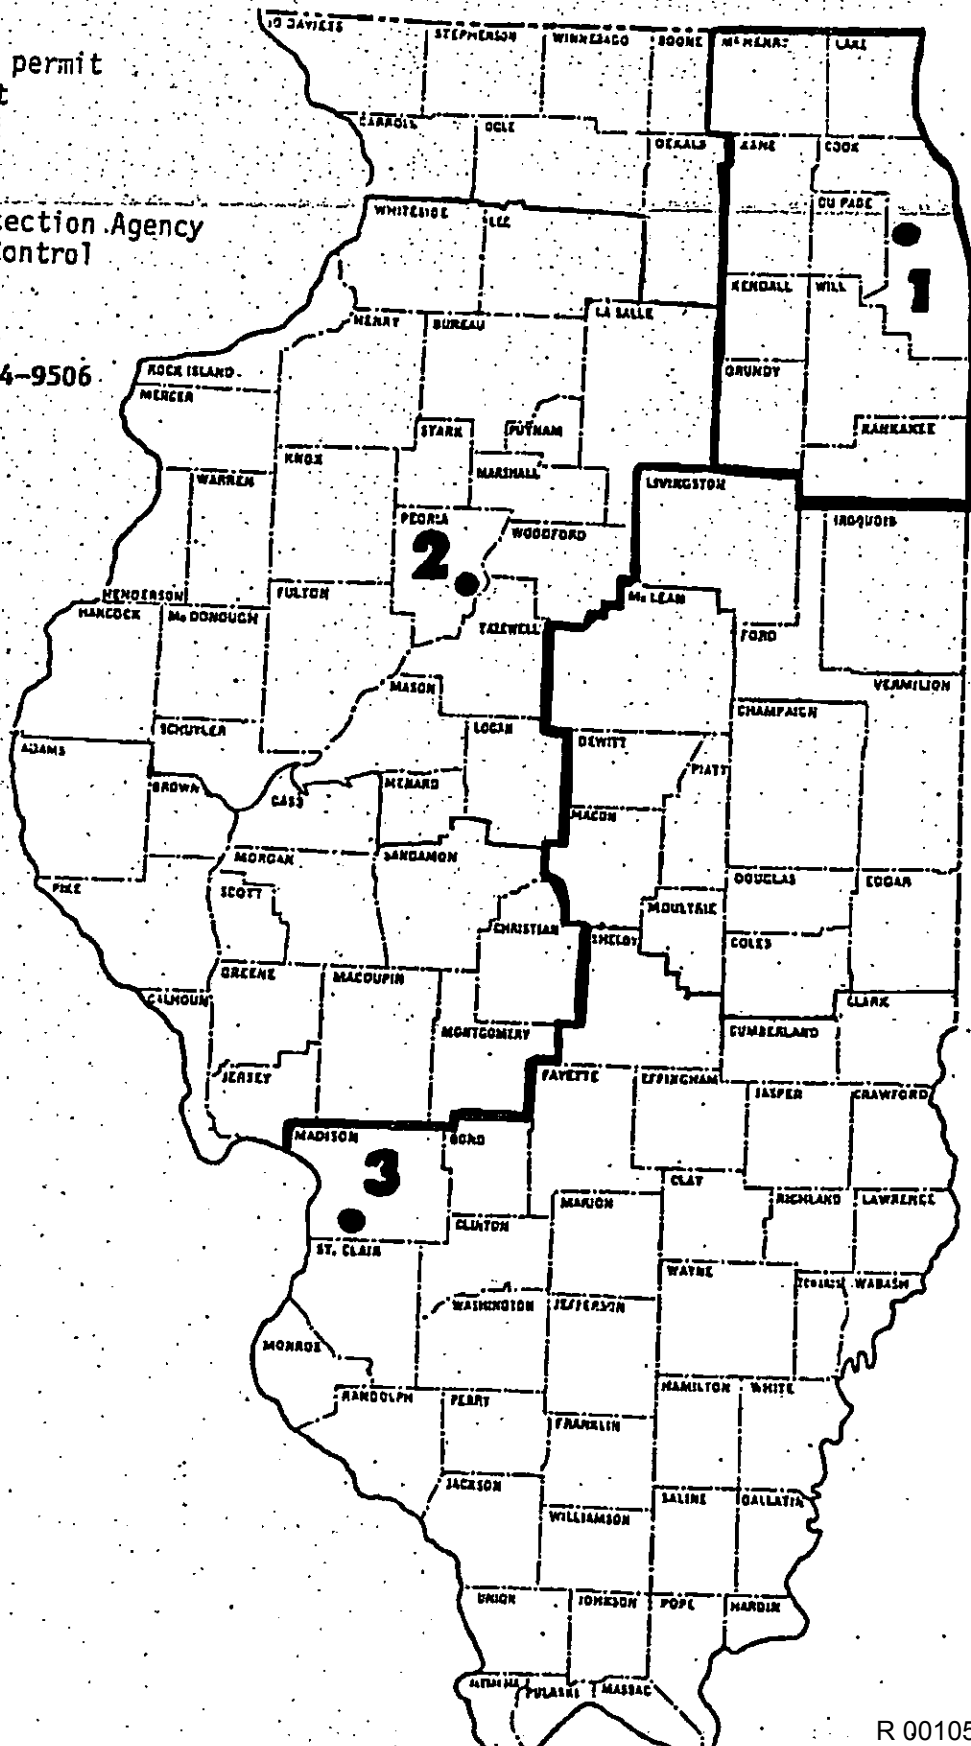 permit
t
tection Agency
Control
4-9506
JO DAVIESS
STEPHENSON
WINNEBAGO
BOONE
McHENRY
LAKE
CARROLL
OGLE
DEKALB
KANE
COOK
DU PAGE
WHITESIDE
LEE
1
KENDALL
WILL
HENRY
BUREAU
LA SALLE
ROCK ISLAND
GRUNDY
MERCER
STARK
PUTNAM
KANKAKEE
KNOX
MARSHALL
WARREN
LIVINGSTON
PEORIA
WOODFORD
IROQUOIS
2
HENDERSON
FULTON
McLEAN
HANCOCK
McDONOUGH
TAZEWELL
FORD
MASON
VERMILION
CHAMPAIGN
SCHUYLER
LOGAN
ADAMS
DEWITT
PIATT
BROWN
CASS
MENARD
MACON
MORGAN
SANGAMON
PIKE
SCOTT
DOUGLAS
EDGAR
MOULTRIE
CHRISTIAN
SHELBY
COLES
GREENE
MACOUPIN
CALHOUN
CLARK
MONTGOMERY
CUMBERLAND
JERSEY
FAYETTE
EFFINGHAM
JASPER
CRAWFORD
MADISON
BOND
3
CLAY
RICHLAND
LAWRENCE
MARION
CLINTON
ST. CLAIR
WAYNE
EDWARDS
WABASH
WASHINGTON
JEFFERSON
MONROE
RANDOLPH
PERRY
HAMILTON
WHITE
FRANKLIN
JACKSON
SALINE
GALLATIN
WILLIAMSON
UNION
JOHNSON
POPE
HARDIN
PULASKI
MASSAC
R 00105